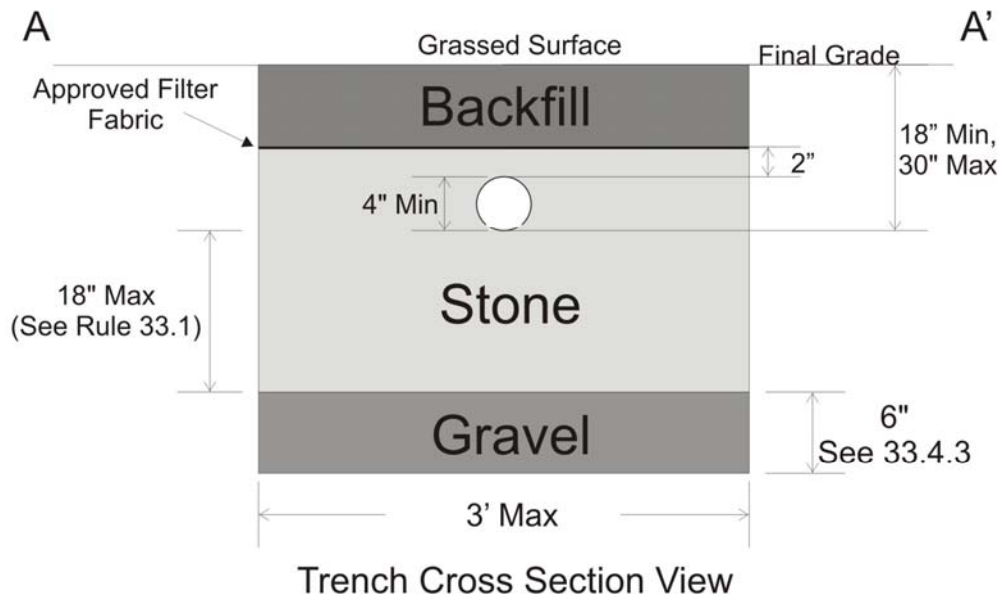 A
A’
Grassed Surface
Final Grade
Approved Filter
Fabric
Backfill
18” Min,
30" Max
2”
4" Min
18" Max
(See Rule 33.1)
Stone
Gravel
6"
See 33.4.3
3’ Max
Trench Cross Section View